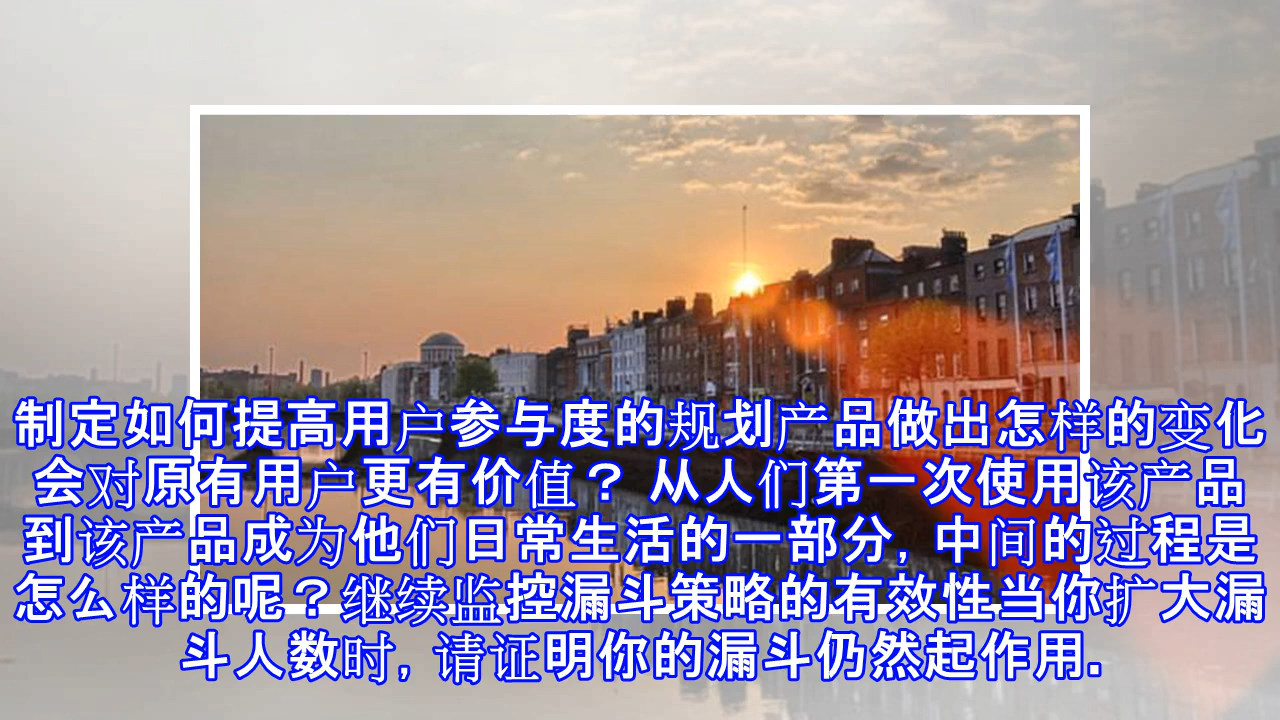 制定如何提高用户参与度的规划产品做出怎样的变化
会对原有用户更有价值？ 从人们第一次使用该产品
到该产品成为他们日常生活的一部分, 中间的过程是
怎么样的呢？继续监控漏斗策略的有效性当你扩大漏
斗人数时, 请证明你的漏斗仍然起作用.